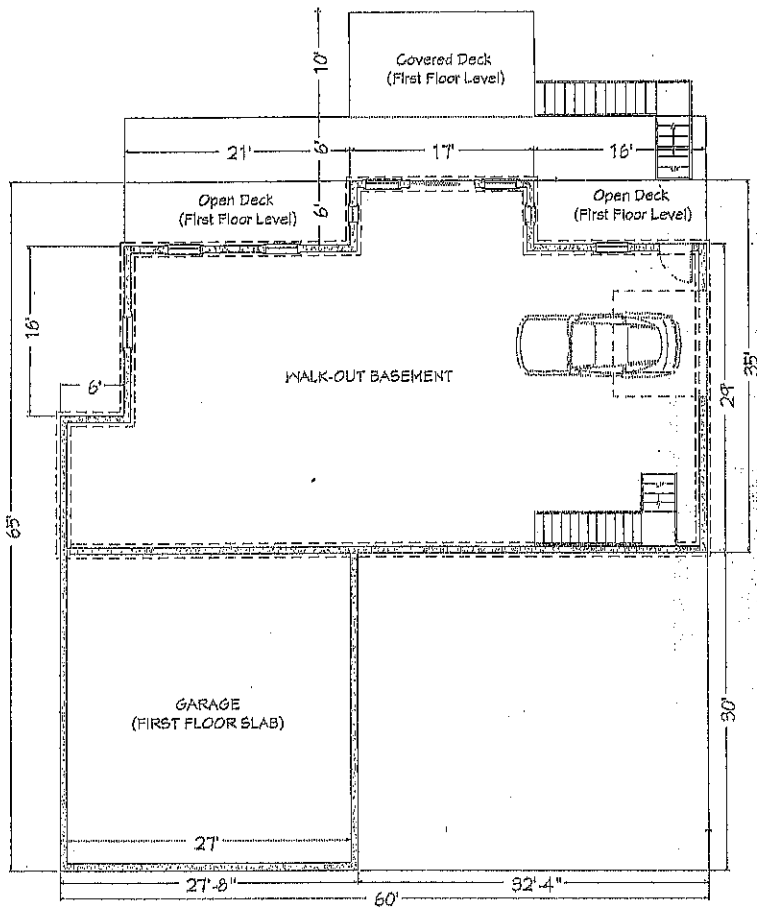 10'
Covered Deck
(First Floor Level)
21'
6'
17'
16'
Open Deck
(First Floor Level)
6'
Open Deck
(First Floor Level)
16'
6'
WALK-OUT BASEMENT
35'
29'
65'
GARAGE
(FIRST FLOOR SLAB)
30'
27'
27'-8"
32'-4"
60'